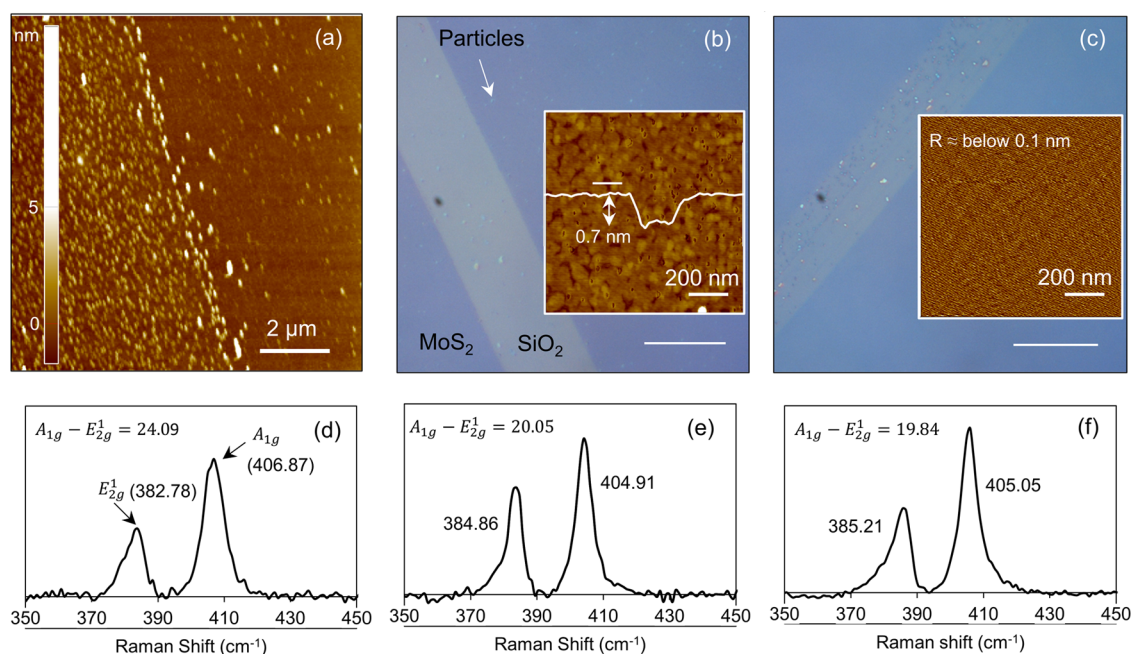 nm
5
0
(a)
2 μm
Particles
(b)
0.7 nm
200 nm
MoS₂ SiO₂
(c)
R ≈ below 0.1 nm
200 nm
A₁g − E¹₂g = 24.09
(d)
A₁g
(406.87)
E¹₂g (382.78)
350 370 390 410 430 450
Raman Shift (cm⁻¹)
A₁g − E¹₂g = 20.05
(e)
404.91
384.86
350 370 390 410 430 450
Raman Shift (cm⁻¹)
A₁g − E¹₂g = 19.84
(f)
405.05
385.21
350 370 390 410 430 450
Raman Shift (cm⁻¹)